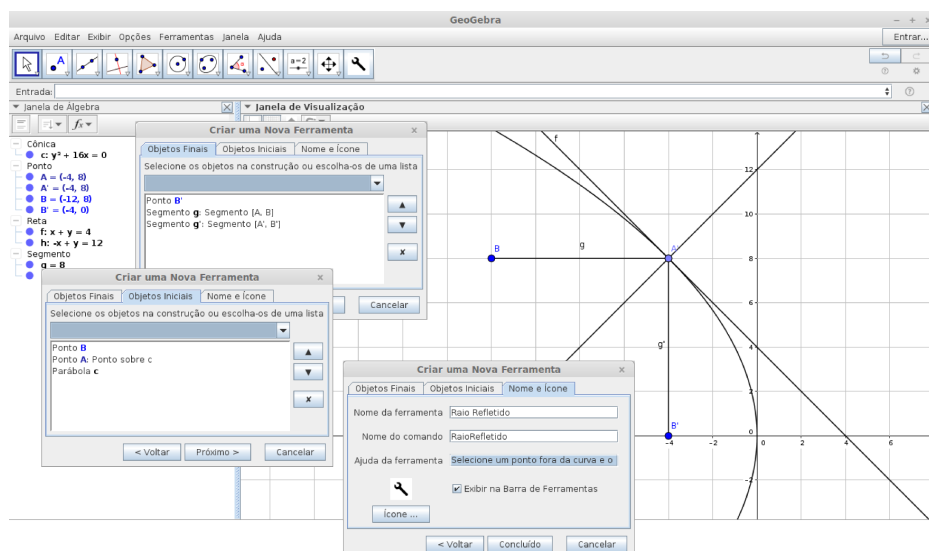 GeoGebra
Arquivo Editar Exibir Opções Ferramentas Janela Ajuda
Entrar...
A
a=2
Entrada:
Janela de Álgebra
Janela de Visualização
Cônica
c: y² + 16x = 0
Ponto
A = (-4, 8)
A' = (-4, 8)
B = (-12, 8)
B' = (-4, 0)
Reta
f: x + y = 4
h: -x + y = 12
Segmento
g = 8
Criar uma Nova Ferramenta
Objetos Finais Objetos Iniciais Nome e Ícone
Selecione os objetos na construção ou escolha-os de uma lista
Ponto B'
Segmento g: Segmento [A, B]
Segmento g': Segmento [A', B']
Cancelar
Criar uma Nova Ferramenta
Objetos Finais Objetos Iniciais Nome e Ícone
Selecione os objetos na construção ou escolha-os de uma lista
Ponto B
Ponto A: Ponto sobre c
Parábola c
< Voltar Próximo > Cancelar
Criar uma Nova Ferramenta
Objetos Finais Objetos Iniciais Nome e Ícone
Nome da ferramenta Raio Refletido
Nome do comando RaioRefletido
Ajuda da ferramenta Selecione um ponto fora da curva e o
Exibir na Barra de Ferramentas
Ícone ...
< Voltar Concluído Cancelar
f
12
10
B g A'
8
6
g'
4
2
B'
0
-4 -2 0 2 4 6
-2